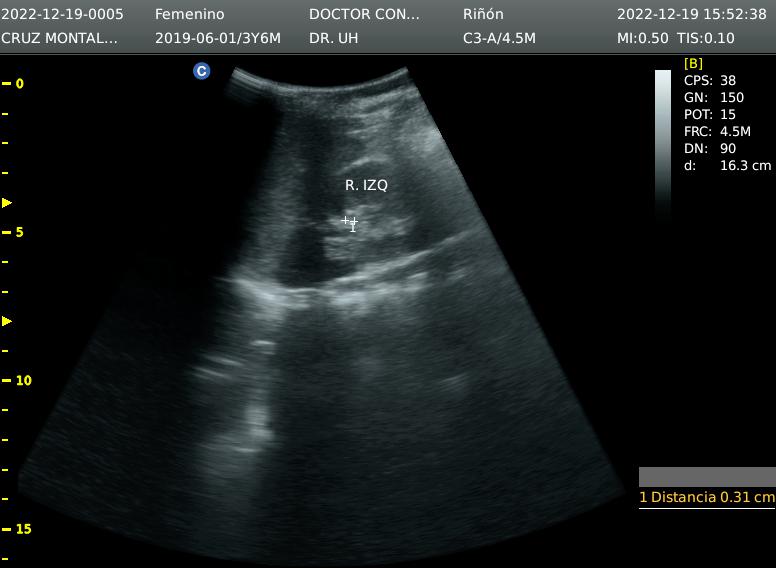 2022-12-19-0005 Femenino DOCTOR CON... Riñón 2022-12-19 15:52:38
CRUZ MONTAL... 2019-06-01/3Y6M DR. UH C3-A/4.5M MI:0.50 TIS:0.10
C
[B]
CPS: 38
GN: 150
POT: 15
FRC: 4.5M
DN: 90
d: 16.3 cm
0
R. IZQ
1
5
10
15
1 Distancia 0.31 cm